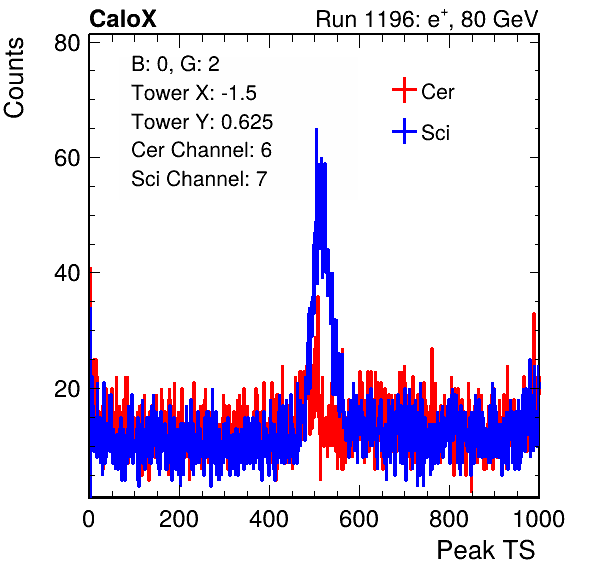 CaloX
Run 1196: e+, 80 GeV
Counts
80
60
40
20
B: 0, G: 2
Tower X: -1.5
Tower Y: 0.625
Cer Channel: 6
Sci Channel: 7
Cer
Sci
0 200 400 600 800 1000
Peak TS